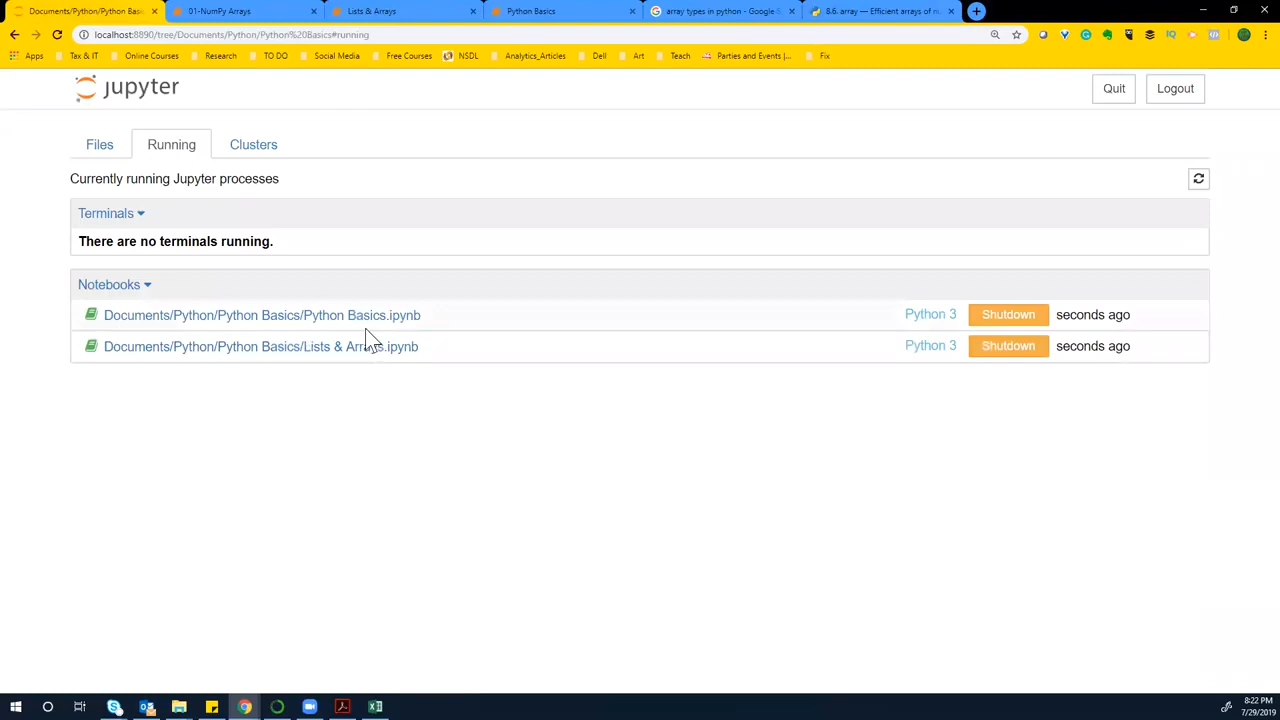 Documents/Python/Python Basi
01-NumPy Arrays
Lists & Arrays
Python Basics
array types in python - Google
8.6. array — Efficient arrays of n
localhost:8890/tree/Documents/Python/Python%20Basics#running
Apps
Tax & IT
Online Courses
Research
TO DO
Social Media
Free Courses
NSDL
Analytics_Articles
Dell
Art
Teach
Parties and Events |...
Fix
jupyter
Quit
Logout
Files
Running
Clusters
Currently running Jupyter processes
Terminals
There are no terminals running.
Notebooks
Documents/Python/Python Basics/Python Basics.ipynb
Python 3
Shutdown
seconds ago
Documents/Python/Python Basics/Lists & Arrays.ipynb
Python 3
Shutdown
seconds ago
8:22 PM
7/29/2019